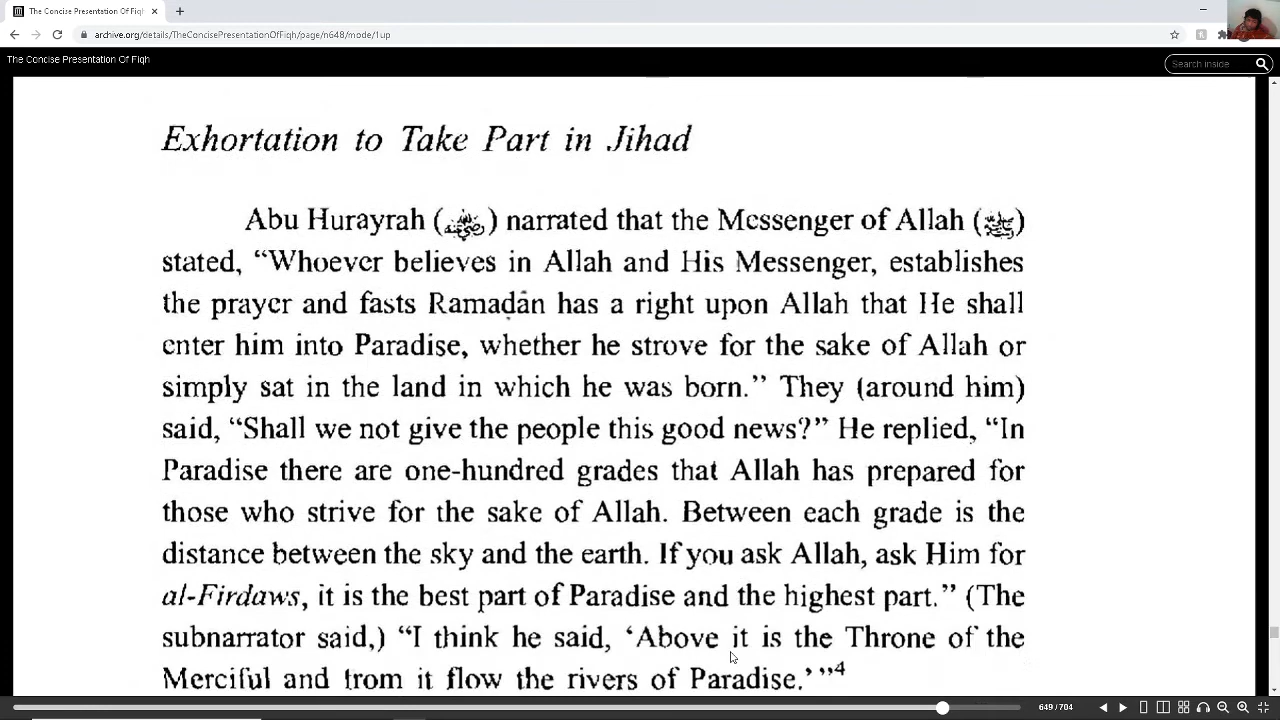 The Concise Presentation Of Fiqh
archive.org/details/TheConcisePresentationOfFiqh/page/n648/mode/1up
The Concise Presentation Of Fiqh
Search inside
Exhortation to Take Part in Jihad
Abu Hurayrah (رضي الله عنه) narrated that the Messenger of Allah (ﷺ)
stated, “Whoever believes in Allah and His Messenger, establishes
the prayer and fasts Ramaḍân has a right upon Allah that He shall
enter him into Paradise, whether he strove for the sake of Allah or
simply sat in the land in which he was born.” They (around him)
said, “Shall we not give the people this good news?” He replied, “In
Paradise there are one-hundred grades that Allah has prepared for
those who strive for the sake of Allah. Between each grade is the
distance between the sky and the earth. If you ask Allah, ask Him for
al-Firdaws, it is the best part of Paradise and the highest part.” (The
subnarrator said,) “I think he said, ‘Above it is the Throne of the
Merciful and from it flow the rivers of Paradise.’”4
649 / 704